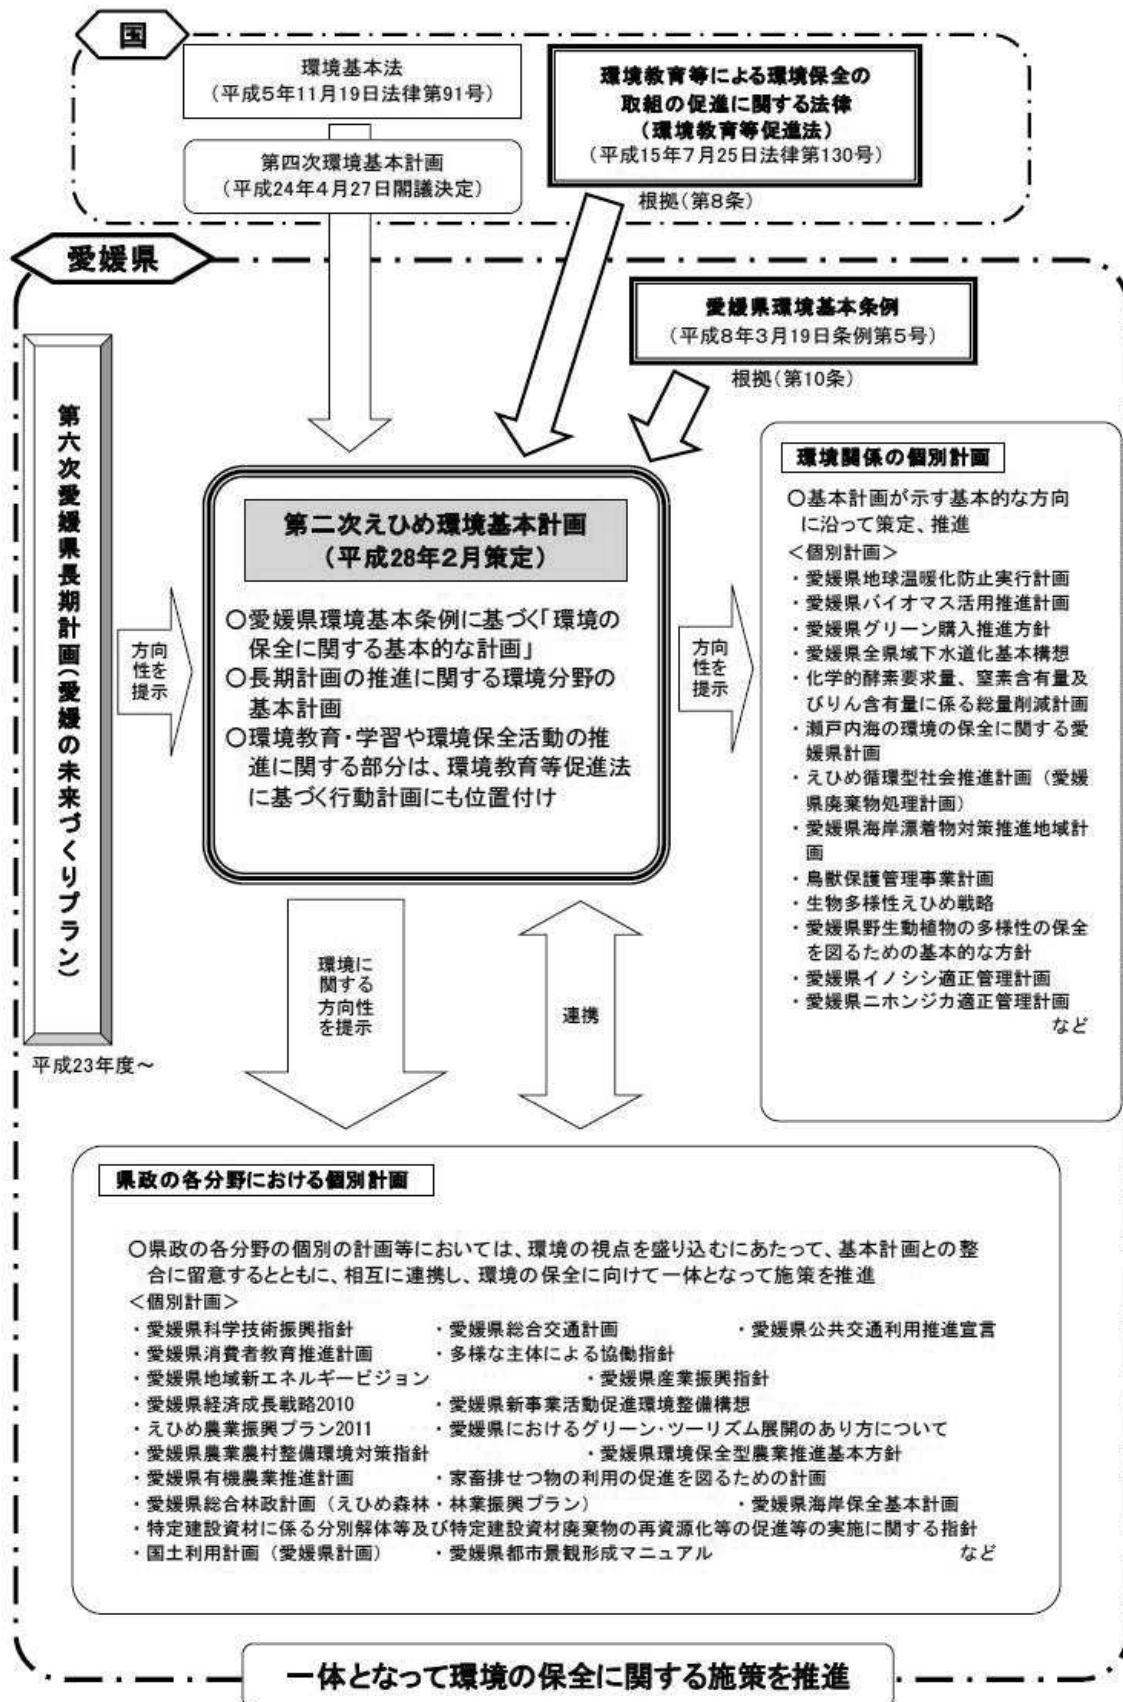 国
環境基本法
（平成5年11月19日法律第91号）
第四次環境基本計画
（平成24年4月27日閣議決定）
環境教育等による環境保全の
取組の促進に関する法律
（環境教育等促進法）
（平成15年7月25日法律第130号）
根拠（第8条）
愛媛県
愛媛県環境基本条例
（平成8年3月19日条例第5号）
根拠（第10条）
第六次愛媛県長期計画（愛媛の未来づくりプラン）
平成23年度～
方向
性を
提示
第二次えひめ環境基本計画
（平成28年2月策定）
○愛媛県環境基本条例に基づく「環境の
保全に関する基本的な計画」
○長期計画の推進に関する環境分野の
基本計画
○環境教育・学習や環境保全活動の推
進に関する部分は、環境教育等促進法
に基づく行動計画にも位置付け
方向
性を
提示
環境関係の個別計画
○基本計画が示す基本的な方向
に沿って策定、推進
＜個別計画＞
・愛媛県地球温暖化防止実行計画
・愛媛県バイオマス活用推進計画
・愛媛県グリーン購入推進方針
・愛媛県全県域下水道化基本構想
・化学的酸素要求量、窒素含有量及
びりん含有量に係る総量削減計画
・瀬戸内海の環境の保全に関する愛
媛県計画
・えひめ循環型社会推進計画（愛媛
県廃棄物処理計画）
・愛媛県海岸漂着物対策推進地域計
画
・鳥獣保護管理事業計画
・生物多様性えひめ戦略
・愛媛県野生動植物の多様性の保全
を図るための基本的な方針
・愛媛県イノシシ適正管理計画
・愛媛県ニホンジカ適正管理計画
など
環境に
関する
方向性
を提示
連携
県政の各分野における個別計画
○県政の各分野の個別の計画等においては、環境の視点を盛り込むにあたって、基本計画との整
合に留意するとともに、相互に連携し、環境の保全に向けて一体となって施策を推進
＜個別計画＞
・愛媛県科学技術振興指針 ・愛媛県総合交通計画 ・愛媛県公共交通利用推進宣言
・愛媛県消費者教育推進計画 ・多様な主体による協働指針
・愛媛県地域新エネルギービジョン ・愛媛県産業振興指針
・愛媛県経済成長戦略2010 ・愛媛県新事業活動促進環境整備構想
・えひめ農業振興プラン2011 ・愛媛県におけるグリーン・ツーリズム展開のあり方について
・愛媛県農業農村整備環境対策指針 ・愛媛県環境保全型農業推進基本方針
・愛媛県有機農業推進計画 ・家畜排せつ物の利用の促進を図るための計画
・愛媛県総合林政計画（えひめ森林・林業振興プラン） ・愛媛県海岸保全基本計画
・特定建設資材に係る分別解体等及び特定建設資材廃棄物の再資源化等の促進等の実施に関する指針
・国土利用計画（愛媛県計画） ・愛媛県都市景観形成マニュアル など
一体となって環境の保全に関する施策を推進